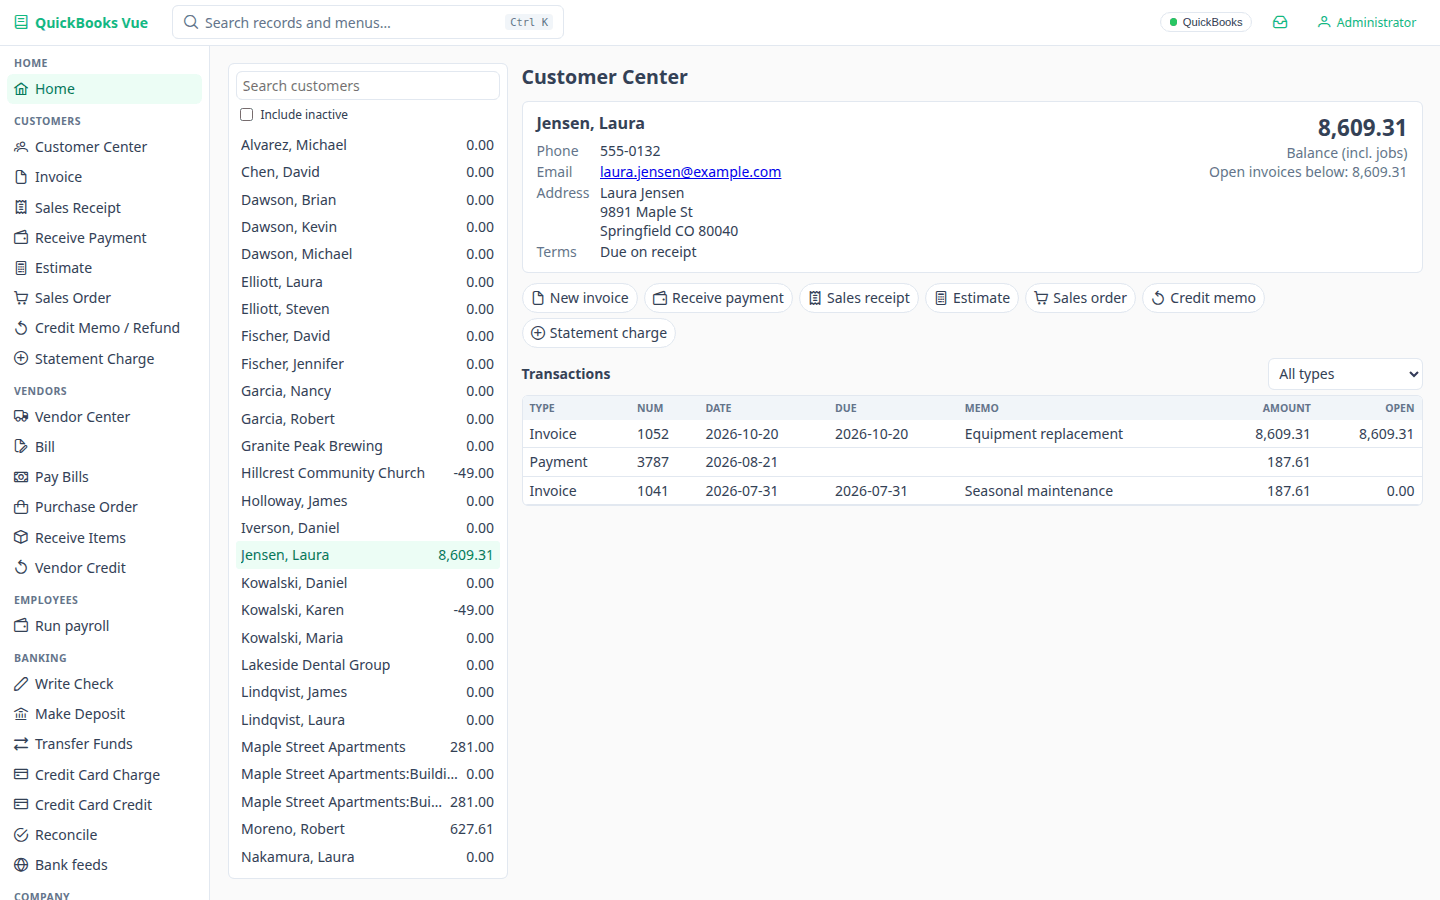 QuickBooks Vue
Search records and menus...
Ctrl K
QuickBooks
Administrator
HOME
Home
CUSTOMERS
Customer Center
Invoice
Sales Receipt
Receive Payment
Estimate
Sales Order
Credit Memo / Refund
Statement Charge
VENDORS
Vendor Center
Bill
Pay Bills
Purchase Order
Receive Items
Vendor Credit
EMPLOYEES
Run payroll
BANKING
Write Check
Make Deposit
Transfer Funds
Credit Card Charge
Credit Card Credit
Reconcile
Bank feeds
COMPANY
Search customers
Include inactive
Alvarez, Michael 0.00
Chen, David 0.00
Dawson, Brian 0.00
Dawson, Kevin 0.00
Dawson, Michael 0.00
Elliott, Laura 0.00
Elliott, Steven 0.00
Fischer, David 0.00
Fischer, Jennifer 0.00
Garcia, Nancy 0.00
Garcia, Robert 0.00
Granite Peak Brewing 0.00
Hillcrest Community Church -49.00
Holloway, James 0.00
Iverson, Daniel 0.00
Jensen, Laura 8,609.31
Kowalski, Daniel 0.00
Kowalski, Karen -49.00
Kowalski, Maria 0.00
Lakeside Dental Group 0.00
Lindqvist, James 0.00
Lindqvist, Laura 0.00
Maple Street Apartments 281.00
Maple Street Apartments:Buildi... 0.00
Maple Street Apartments:Bui... 281.00
Moreno, Robert 627.61
Nakamura, Laura 0.00
Customer Center
Jensen, Laura
Phone 555-0132
Email laura.jensen@example.com
Address Laura Jensen
9891 Maple St
Springfield CO 80040
Terms Due on receipt
8,609.31
Balance (incl. jobs)
Open invoices below: 8,609.31
New invoice
Receive payment
Sales receipt
Estimate
Sales order
Credit memo
Statement charge
Transactions
All types
TYPE NUM DATE DUE MEMO AMOUNT OPEN
Invoice 1052 2026-10-20 2026-10-20 Equipment replacement 8,609.31 8,609.31
Payment 3787 2026-08-21 187.61
Invoice 1041 2026-07-31 2026-07-31 Seasonal maintenance 187.61 0.00